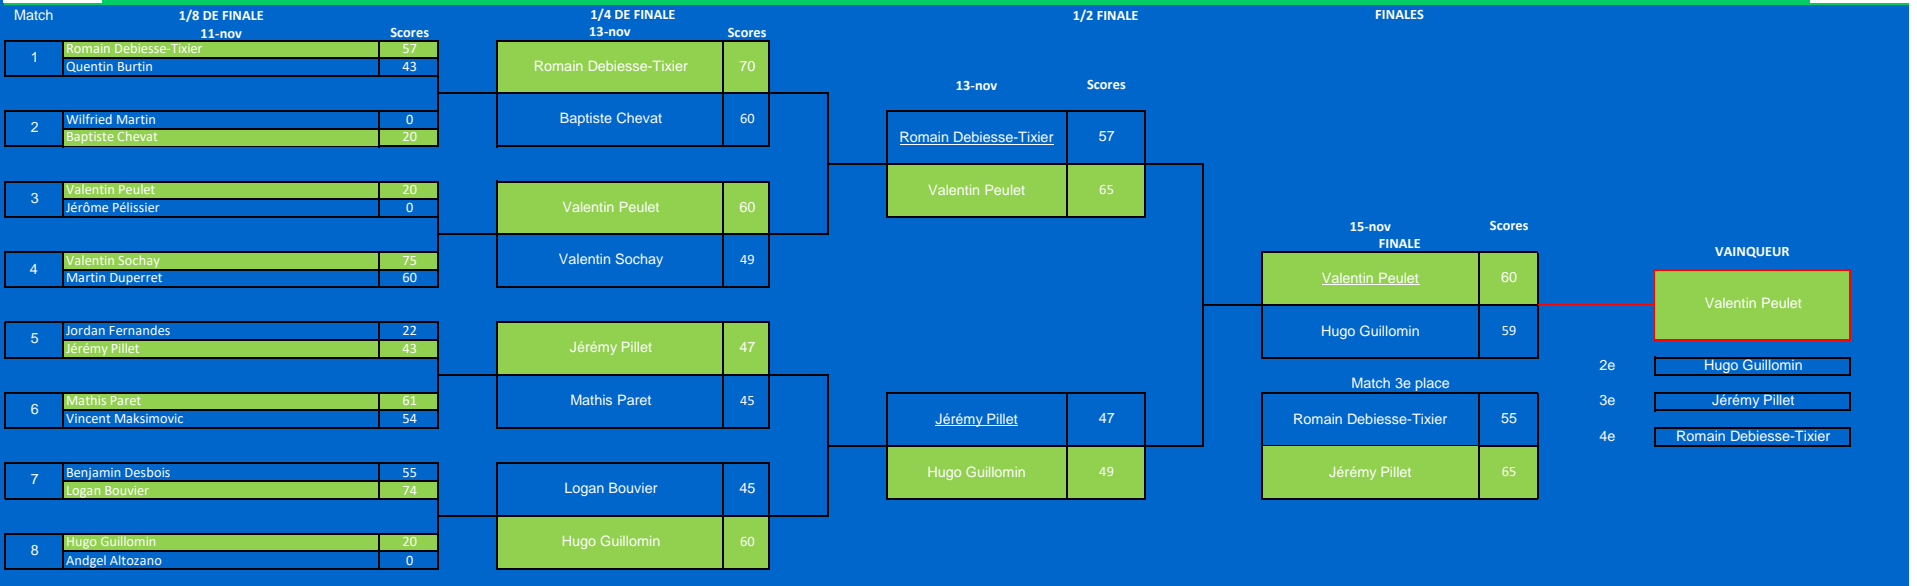 Match 1/8 DE FINALE 1/4 DE FINALE 1/2 FINALE FINALES
11-nov Scores 13-nov Scores
1 Romain Debiesse-Tixier 57
Quentin Burtin 43
Romain Debiesse-Tixier 70
Baptiste Chevat 60
2 Wilfried Martin 0
Baptiste Chevat 20
13-nov Scores
Romain Debiesse-Tixier 57
Valentin Peulet 65
3 Valentin Peulet 20
Jérôme Pélissier 0
Valentin Peulet 60
Valentin Sochay 49
4 Valentin Sochay 75
Martin Duperret 60
15-nov Scores
FINALE
Valentin Peulet 60
Hugo Guillomin 59
VAINQUEUR
Valentin Peulet
5 Jordan Fernandes 22
Jérémy Pillet 43
Jérémy Pillet 47
Mathis Paret 45
6 Mathis Paret 61
Vincent Maksimovic 54
Jérémy Pillet 47
Hugo Guillomin 49
Match 3e place
Romain Debiesse-Tixier 55
Jérémy Pillet 65
2e Hugo Guillomin
3e Jérémy Pillet
4e Romain Debiesse-Tixier
7 Benjamin Desbois 55
Logan Bouvier 74
Logan Bouvier 45
Hugo Guillomin 60
8 Hugo Guillomin 20
Andgel Altozano 0